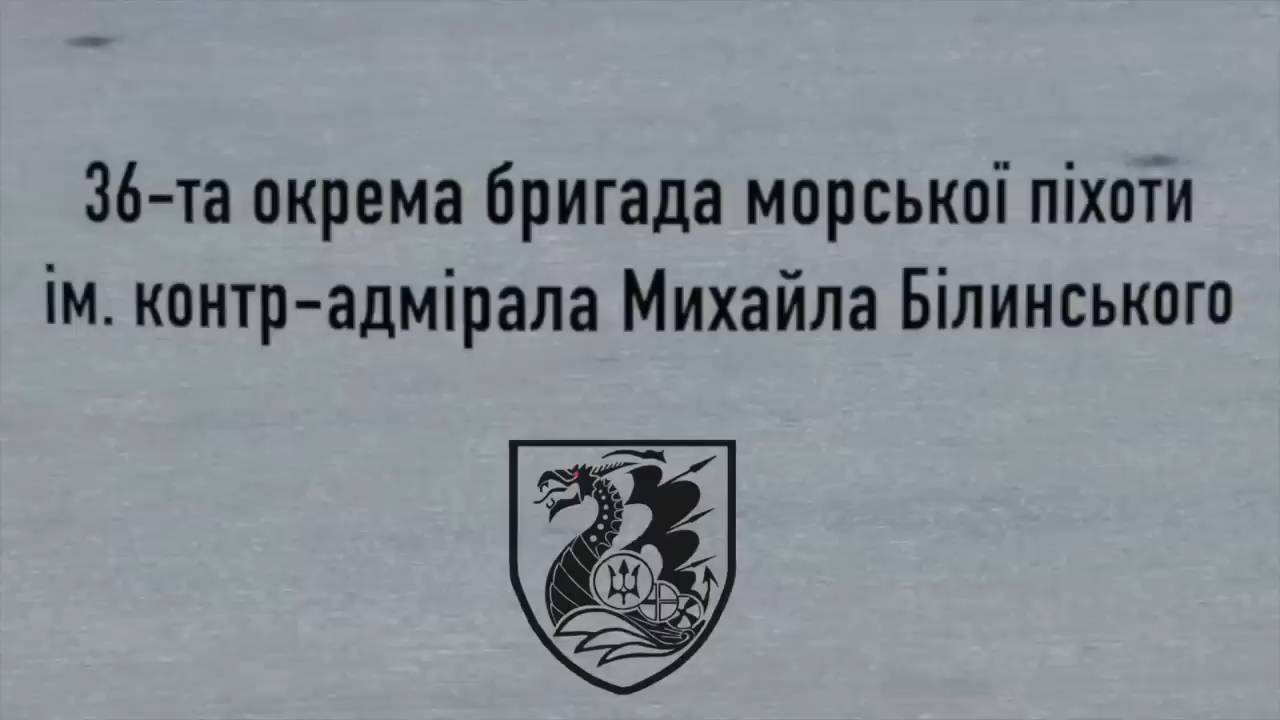 36-та окрема бригада морської піхоти
ім. контр-адмірала Михайла Білинського